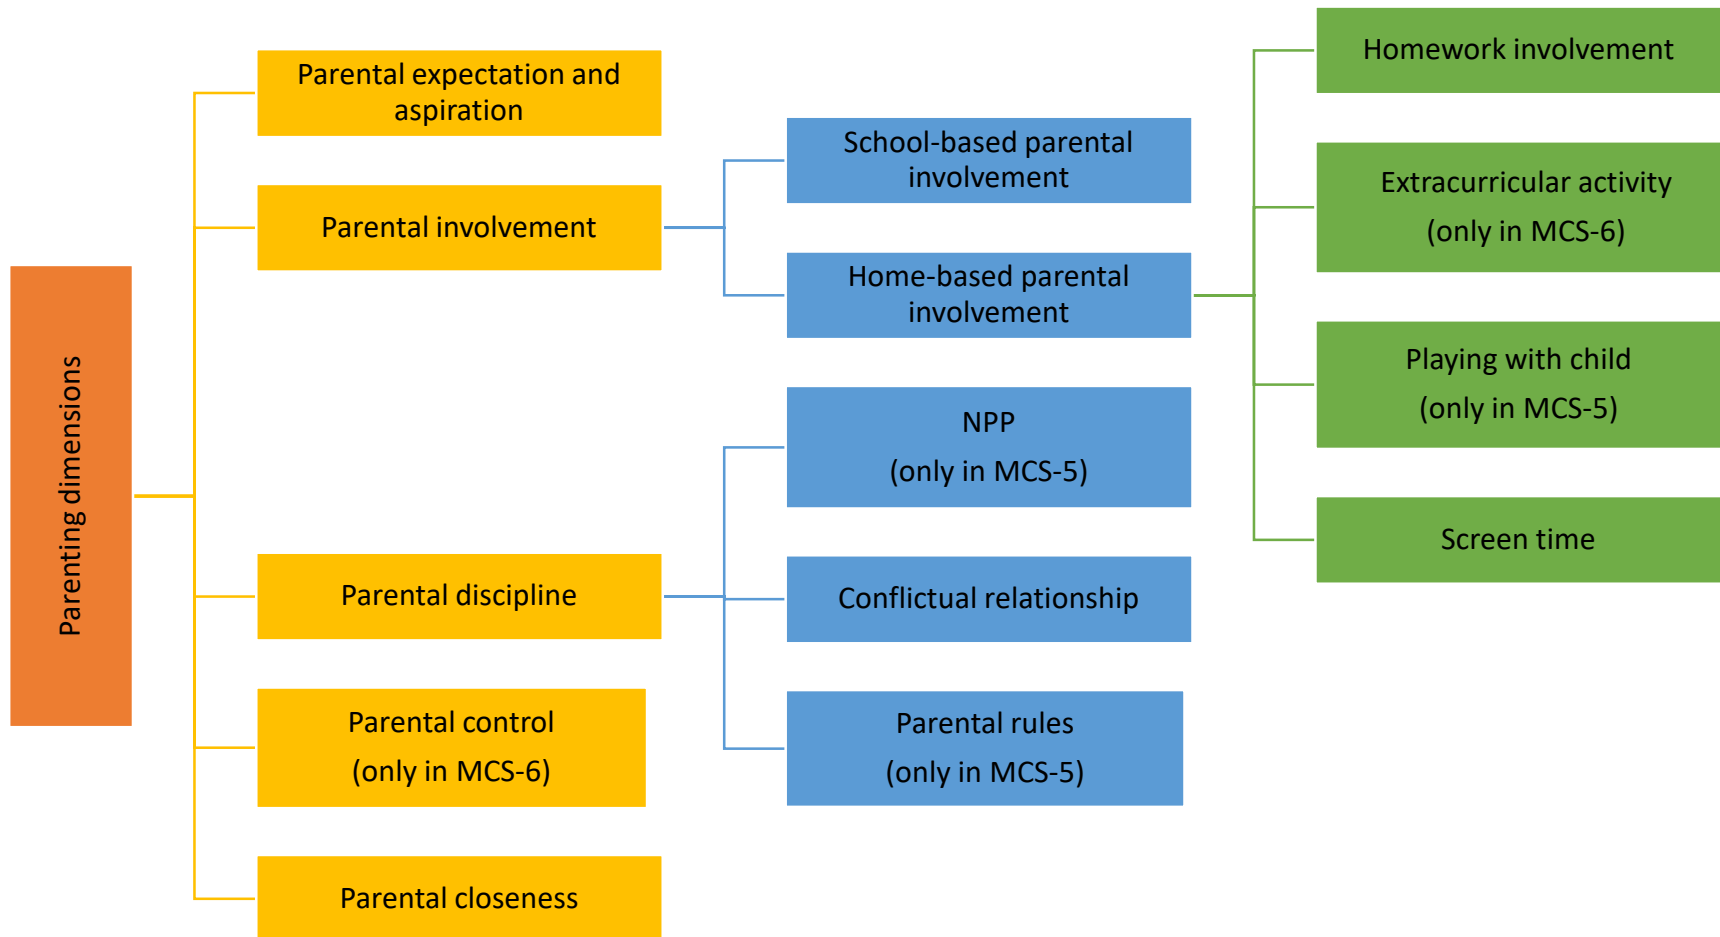 Parenting dimensions
Parental expectation and
aspiration
Parental involvement
Parental discipline
Parental control
(only in MCS-6)
Parental closeness
School-based parental
involvement
Home-based parental
involvement
NPP
(only in MCS-5)
Conflictual relationship
Parental rules
(only in MCS-5)
Homework involvement
Extracurricular activity
(only in MCS-6)
Playing with child
(only in MCS-5)
Screen time